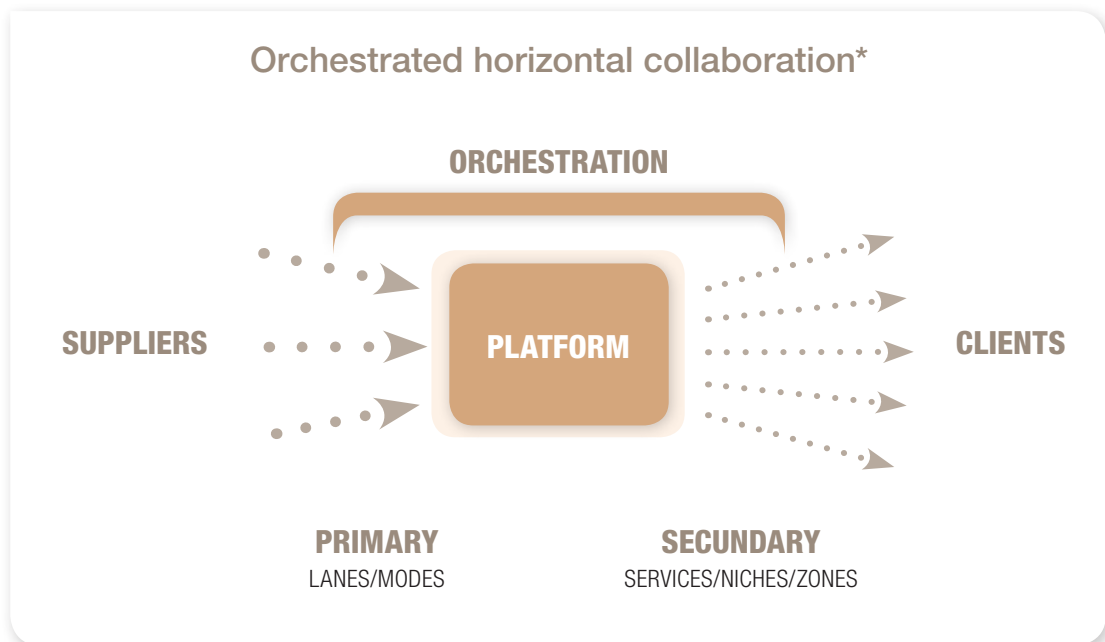 Orchestrated horizontal collaboration*
ORCHESTRATION
SUPPLIERS
PLATFORM
CLIENTS
PRIMARY
LANES/MODES
SECUNDARY
SERVICES/NICHES/ZONES